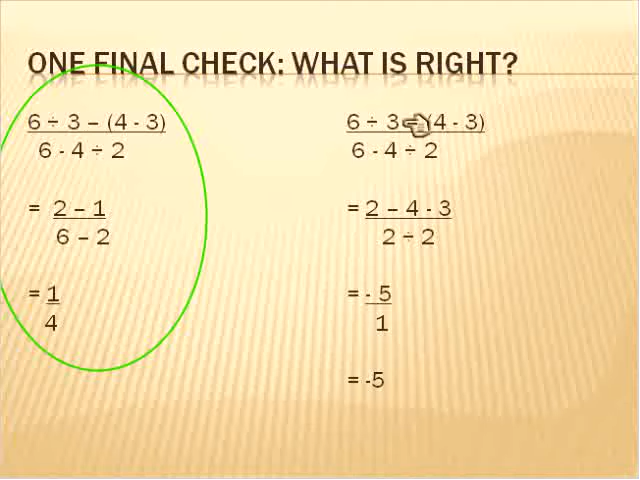 ONE FINAL CHECK: WHAT IS RIGHT?
6 ÷ 3 – (4 - 3)
6 - 4 ÷ 2
= 2 – 1
6 – 2
= 1
4
6 ÷ 3 – (4 - 3)
6 - 4 ÷ 2
= 2 – 4 - 3
2 ÷ 2
= - 5
1
= -5